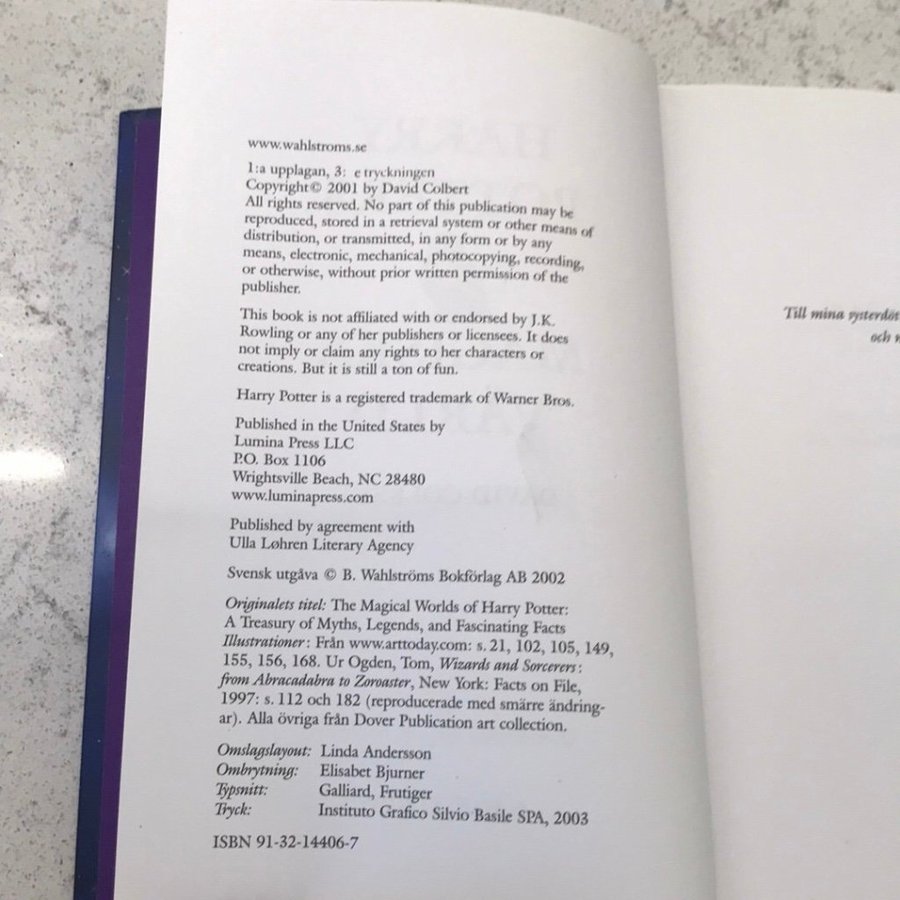 www.wahlstroms.se
1:a upplagan, 3: e tryckningen
Copyright© 2001 by David Colbert
All rights reserved. No part of this publication may be
reproduced, stored in a retrieval system or other means of
distribution, or transmitted, in any form or by any
means, electronic, mechanical, photocopying, recording,
or otherwise, without prior written permission of the
publisher.
This book is not affiliated with or endorsed by J.K.
Rowling or any of her publishers or licensees. It does
not imply or claim any rights to her characters or
creations. But it is still a ton of fun.
Harry Potter is a registered trademark of Warner Bros.
Published in the United States by
Lumina Press LLC
P.O. Box 1106
Wrightsville Beach, NC 28480
www.luminapress.com
Published by agreement with
Ulla Løhren Literary Agency
Svensk utgåva © B. Wahlströms Bokförlag AB 2002
Originalets titel: The Magical Worlds of Harry Potter:
A Treasury of Myths, Legends, and Fascinating Facts
Illustrationer: Från www.arttoday.com: s. 21, 102, 105, 149,
155, 156, 168. Ur Ogden, Tom, Wizards and Sorcerers:
from Abracadabra to Zoroaster, New York: Facts on File,
1997: s. 112 och 182 (reproducerade med smärre ändring-
ar). Alla övriga från Dover Publication art collection.
Omslagslayout: Linda Andersson
Ombrytning: Elisabet Bjurner
Typsnitt: Galliard, Frutiger
Tryck: Instituto Grafico Silvio Basile SPA, 2003
ISBN 91-32-14406-7
Till mina
och